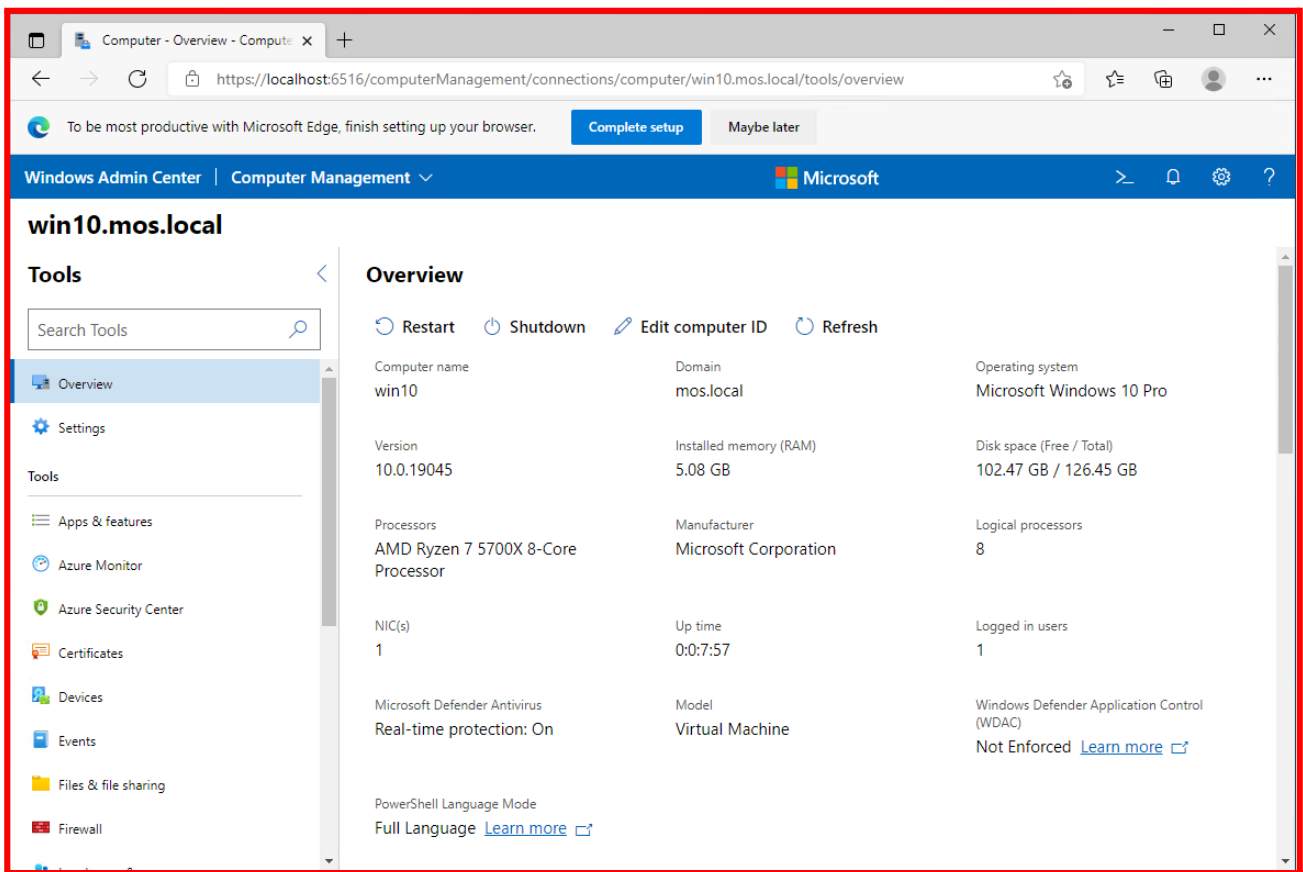 Computer - Overview - Compute
https://localhost:6516/computerManagement/connections/computer/win10.mos.local/tools/overview
To be most productive with Microsoft Edge, finish setting up your browser. Complete setup Maybe later
Windows Admin Center | Computer Management Microsoft >_ ?
win10.mos.local
Tools
Search Tools
Overview
Settings
Tools
Apps & features
Azure Monitor
Azure Security Center
Certificates
Devices
Events
Files & file sharing
Firewall
Overview
Restart Shutdown Edit computer ID Refresh
Computer name Domain Operating system
win10 mos.local Microsoft Windows 10 Pro
Version Installed memory (RAM) Disk space (Free / Total)
10.0.19045 5.08 GB 102.47 GB / 126.45 GB
Processors Manufacturer Logical processors
AMD Ryzen 7 5700X 8-Core Microsoft Corporation 8
Processor
NIC(s) Up time Logged in users
1 0:0:7:57 1
Microsoft Defender Antivirus Model Windows Defender Application Control
(WDAC)
Real-time protection: On Virtual Machine
Not Enforced Learn more
PowerShell Language Mode
Full Language Learn more